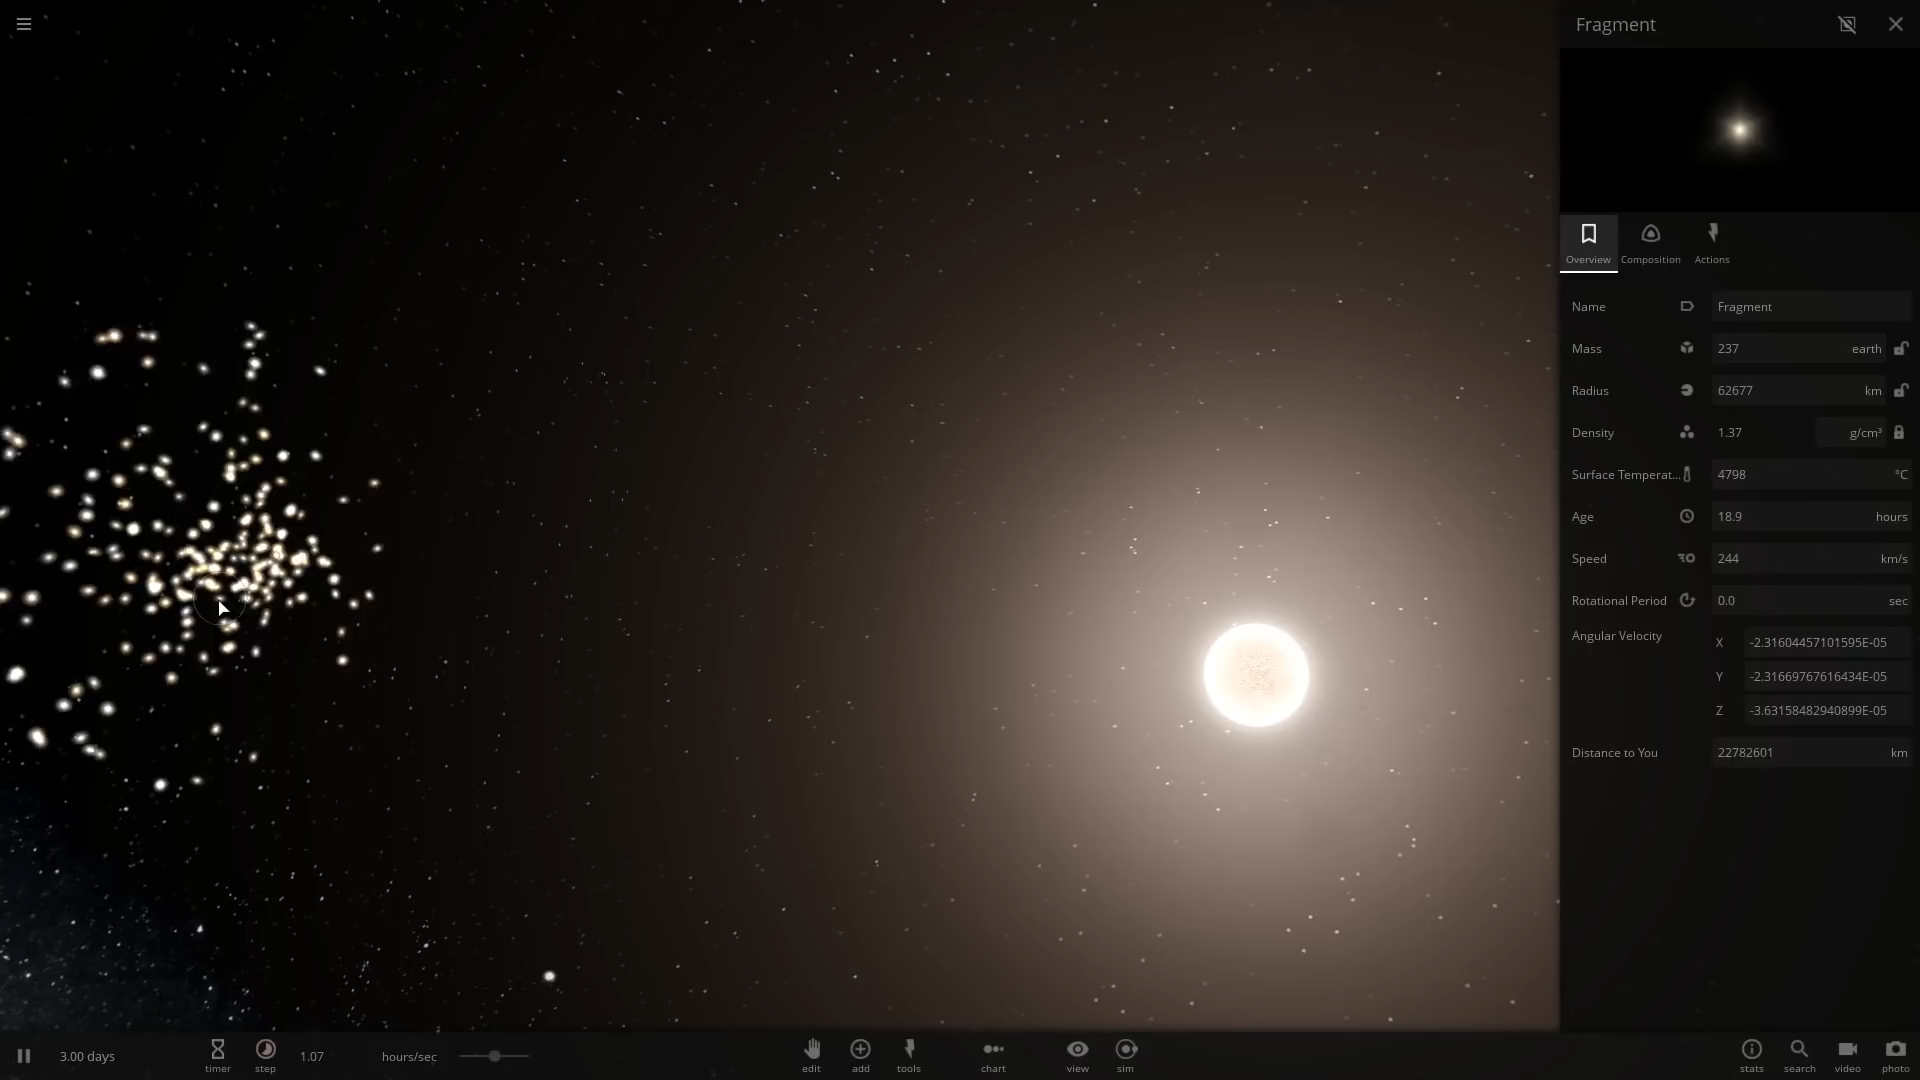 Fragment
Overview
Composition
Actions
Name Fragment
Mass 237 earth
Radius 62677 km
Density 1.37 g/cm³
Surface Temperat... 4798 °C
Age 18.9 hours
Speed 244 km/s
Rotational Period 0.0 sec
Angular Velocity X -2.31604457101595E-05
Y -2.31669767616434E-05
Z -3.63158482940899E-05
Distance to You 22782601 km
3.00 days
timer
step
1.07 hours/sec
edit
add
tools
chart
view
sim
stats
search
video
photo